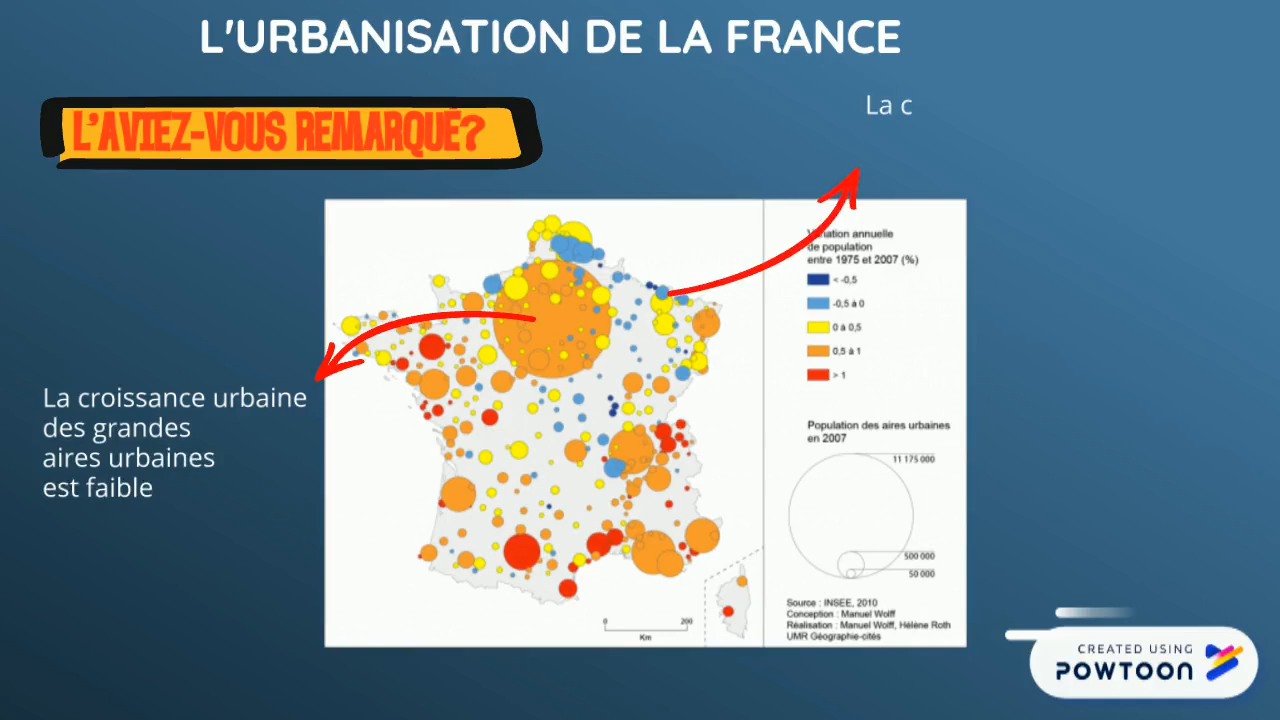 L'URBANISATION DE LA FRANCE
L'AVIEZ-VOUS REMARQUÉ?
La c
La croissance urbaine
des grandes
aires urbaines
est faible
Variation annuelle
de population
entre 1975 et 2007 (%)
< -0,5
-0,5 à 0
0 à 0,5
0,5 à 1
> 1
Population des aires urbaines
en 2007
11 175 000
500 000
50 000
0 200
Km
Source : INSEE, 2010
Conception : Manuel Wolff
Réalisation : Manuel Wolff, Hélène Roth
UMR Géographie-cités
CREATED USING
POWTOON